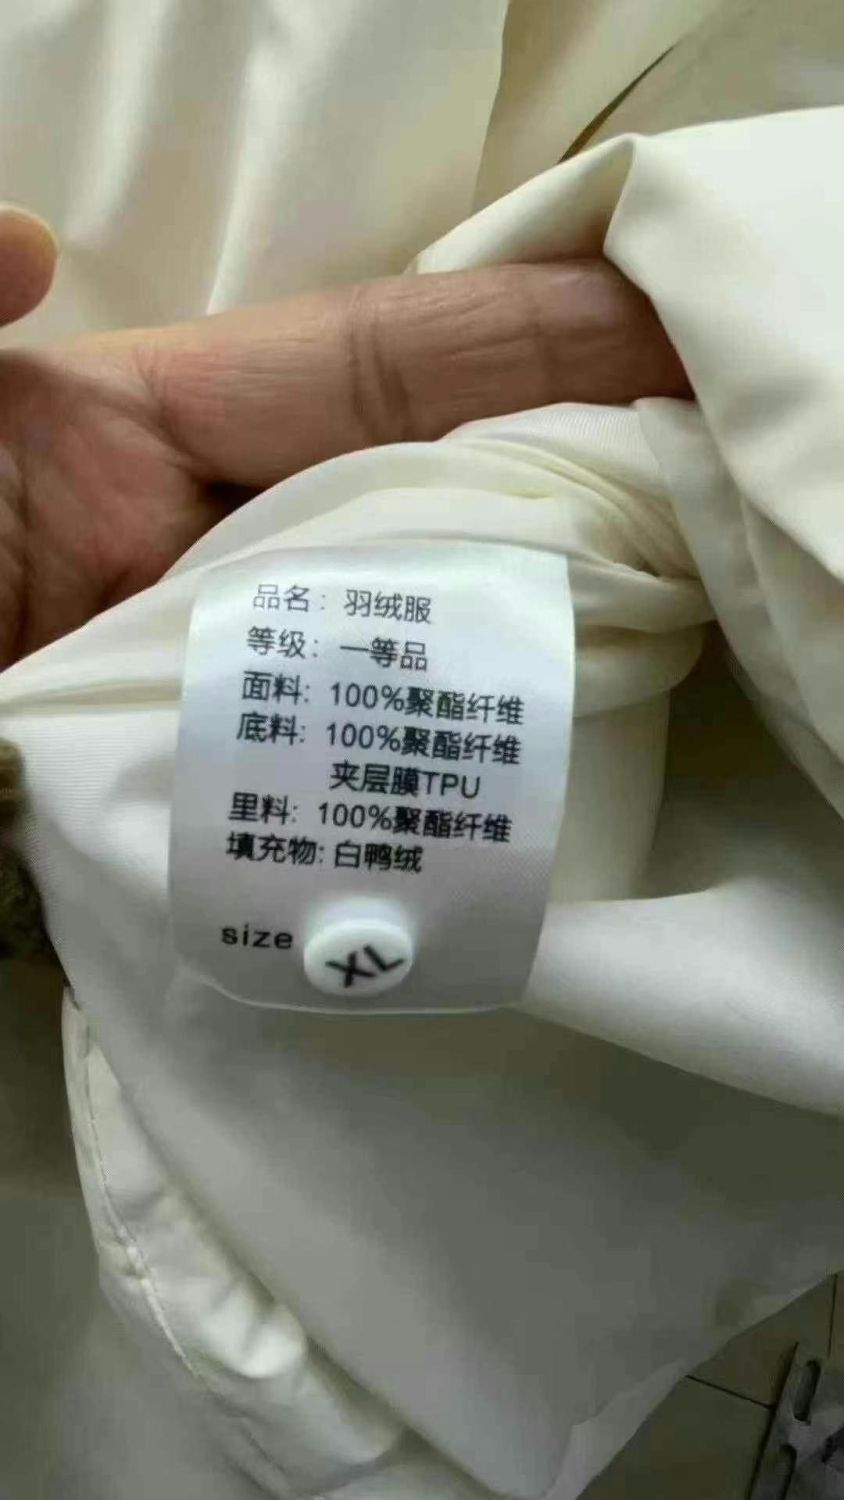 品名：羽绒服
等级：一等品
面料：100%聚酯纤维
底料：100%聚酯纤维
夹层膜TPU
里料：100%聚酯纤维
填充物：白鸭绒
size XL